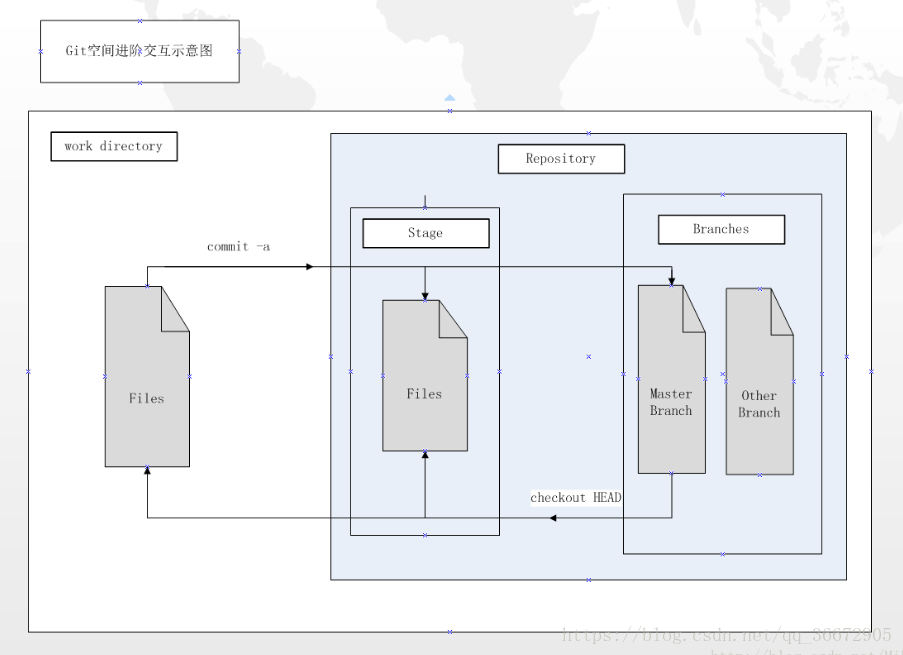 Git空间进阶交互示意图
work directory
Repository
Stage
Branches
commit -a
Files
Files
Master
Branch
Other
Branch
checkout HEAD
https://blog.csdn.net/qq_36672905